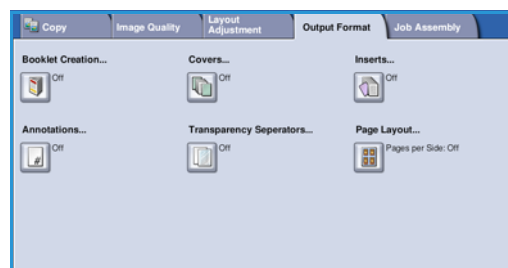 Copy
Image Quality
Layout
Adjustment
Output Format
Job Assembly
Booklet Creation...
Off
Covers...
Off
Inserts...
Off
Annotations...
Off
Transparency Seperators...
Off
Page Layout...
Pages per Side: Off